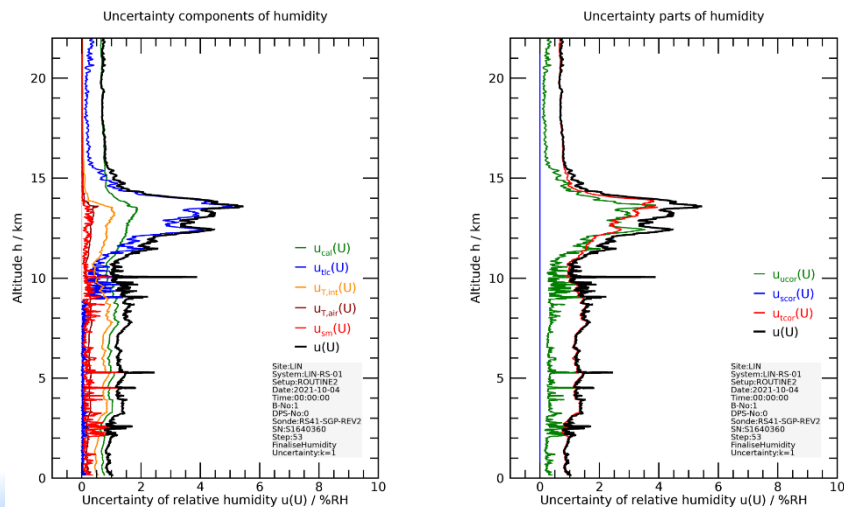 Uncertainty components of humidity
20
15
10
5
0
Altitude h / km
0 2 4 6 8 10
Uncertainty of relative humidity u(U) / %RH
u_cal(U)
u_tlc(U)
u_T,int(U)
u_T,air(U)
u_sm(U)
u(U)
Site:LIN
System:LIN-RS-01
Setup:ROUTINE2
Date:2021-10-04
Time:00:00:00
B-No:1
DPS-No:0
Sonde:RS41-SGP-REV2
SN:S1640360
Step:53
FinaliseHumidity
Uncertainty:k=1
Uncertainty parts of humidity
20
15
10
5
0
Altitude h / km
0 2 4 6 8 10
Uncertainty of relative humidity u(U) / %RH
u_ucor(U)
u_scor(U)
u_tcor(U)
u(U)
Site:LIN
System:LIN-RS-01
Setup:ROUTINE2
Date:2021-10-04
Time:00:00:00
B-No:1
DPS-No:0
Sonde:RS41-SGP-REV2
SN:S1640360
Step:53
FinaliseHumidity
Uncertainty:k=1